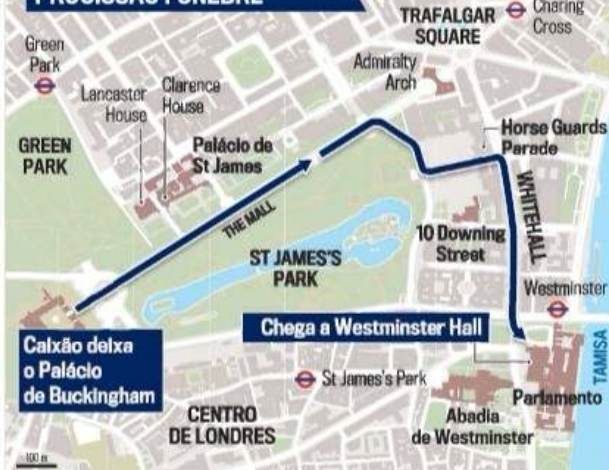 PROCISSÃO FÚNEBRE
TRAFALGAR
SQUARE
Charing
Cross
Green
Park
Admiralty
Arch
Lancaster
House
Clarence
House
Horse Guards
Parade
GREEN
PARK
Palácio de
St James
THE MALL
WHITEHALL
10 Downing
Street
ST JAMES'S
PARK
Westminster
Chega a Westminster Hall
TAMISA
Caixão deixa
o Palácio
de Buckingham
St James's Park
Parlamento
CENTRO
DE LONDRES
Abadia
de Westminster
100 m